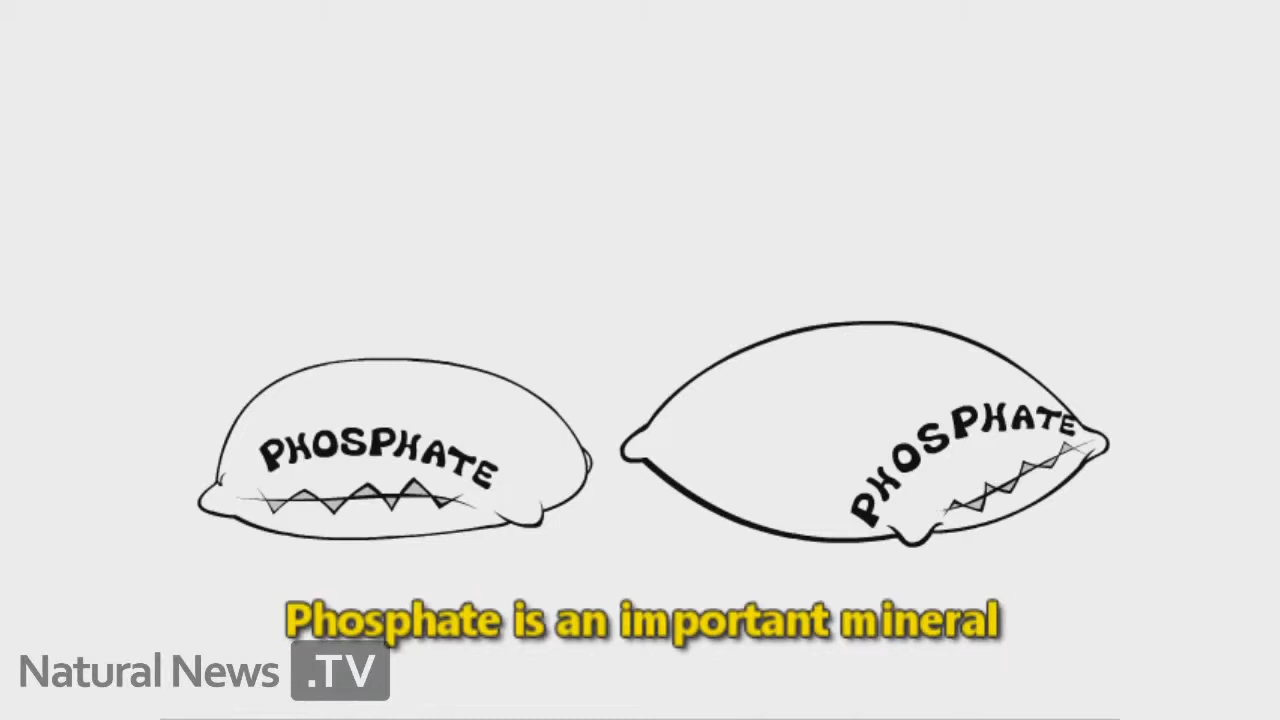 PHOSPHATE
PHOSPHATE
Phosphate is an important mineral
Natural News .TV